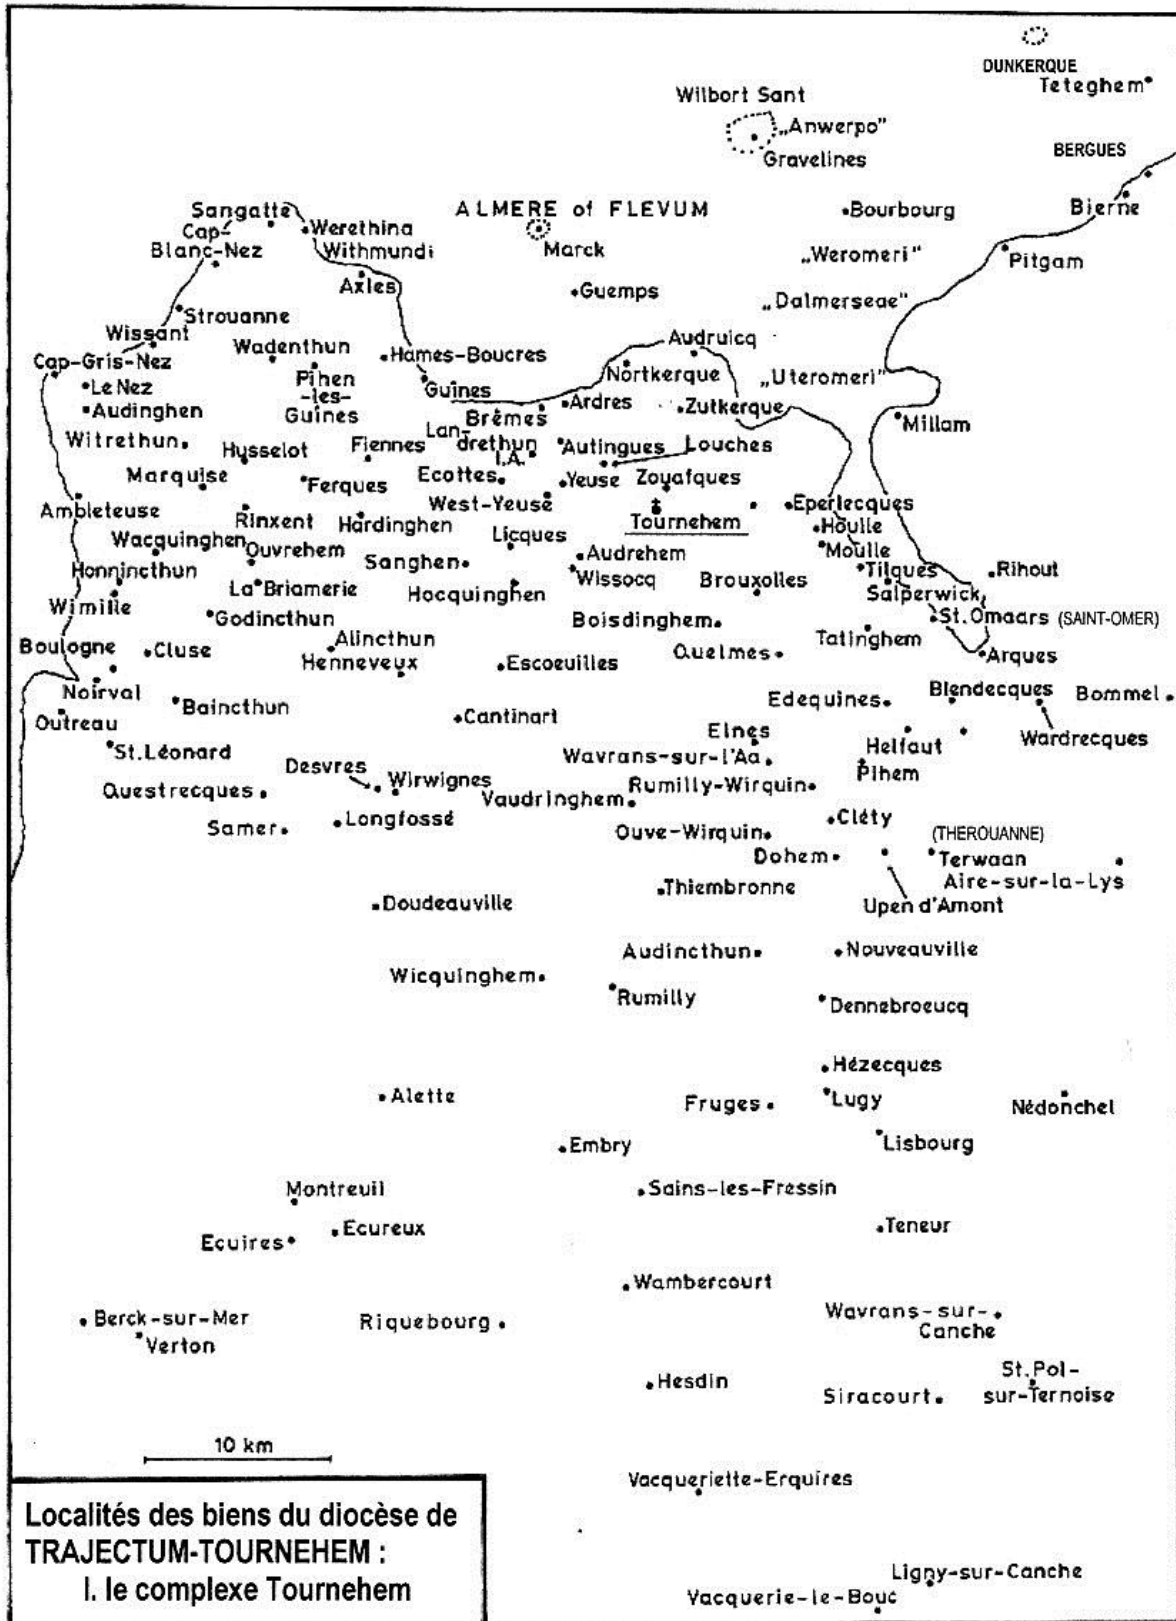 DUNKERQUE
Teteghem
Wilbort Sant
„Anwerpo"
Gravelines
BERGUES
Bierne
Sangatte
Cap-
Blanc-Nez
Werethina
Withmundi
Axles
ALMERE of FLEVUM
Marck
Bourbourg
„Weromeri"
Pitgam
Guemps
„Dalmerseae"
Strouanne
Wissant
Cap-Gris-Nez
Wadenthun
Hames-Boucres
Audruicq
Le Nez
Pihen
-les-
Guînes
Guînes
Nortkerque
„Uteromeri"
Audinghen
Brêmes
Ardres
Zutkerque
Millam
Witrethun
Husselot
Fiennes
Lan-
drethun
I.A.
Autingues
Louches
Marquise
Ferques
Ecottes
Yeuse
Zouafques
Ambleteuse
Rinxent
Hardinghen
West-Yeuse
Tournehem
Eperlecques
Houlle
Wacquinghen
Ouvrehem
Licques
Moulle
Honnincthun
Sanghen
Audrehem
Tilques
Rihout
La Briamerie
Hocquinghen
Wissocq
Brouxolles
Salperwick
Wimille
Godincthun
Boisdinghem
Tatinghem
St.Omaars (SAINT-OMER)
Boulogne
Cluse
Alincthun
Henneveux
Escoeuilles
Quelmes
Arques
Noirval
Outreau
Baincthun
Cantinart
Edequines
Blendecques
Bommel
St.Léonard
Elnes
Wavrans-sur-l'Aa
Helfaut
Wardrecques
Desvres
Wirwignes
Pihem
Questrecques
Vaudringhem
Rumilly-Wirquin
Samer
Longfossé
Ouve-Wirquin
Cléty
(THEROUANNE)
Dohem
Terwaan
Aire-sur-la-Lys
Thiembronne
Upen d'Amont
Doudeauville
Audincthun
Nouveauville
Wicquinghem
Rumilly
Dennebroeucq
Hézecques
Alette
Fruges
Lugy
Nédonchel
Embry
Lisbourg
Montreuil
Sains-les-Fressin
Ecuires
Ecureux
Teneur
Wambercourt
Berck-sur-Mer
Verton
Riquebourg
Wavrans-sur-
Canche
Hesdin
Siracourt
St.Pol-
sur-Ternoise
10 km
Vacqueriette-Erquires
Localités des biens du diocèse de
TRAJECTUM-TOURNEHEM :
I. le complexe Tournehem
Ligny-sur-Canche
Vacquerie-le-Bouc